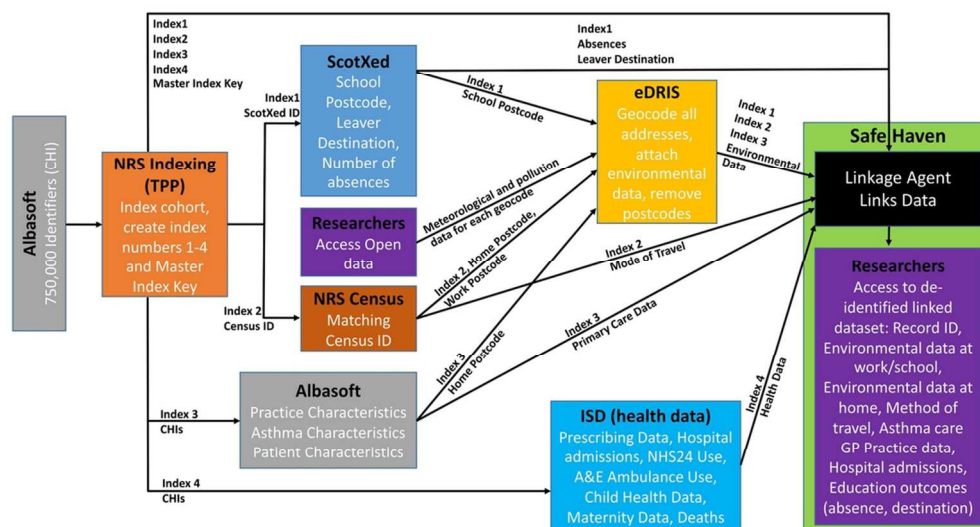 Index1
Index2
Index3
Index4
Master Index Key
Index1
Absences
Leaver Destination
Albasoft
750,000 Identifiers (CHI)
NRS Indexing
(TPP)
Index cohort,
create index
numbers 1-4
and Master
Index Key
Index1
ScotXed ID
Index 2
Census ID
ScotXed
School
Postcode,
Leaver
Destination,
Number of
absences
Index 1
School Postcode
Researchers
Access Open
data
Meteorological and pollution
data for each geocode
NRS Census
Matching
Census ID
Index 2, Home Postcode,
Work Postcode
Index 2
Mode of Travel
eDRIS
Geocode all
addresses,
attach
environmental
data, remove
postcodes
Index 1
Index 2
Index 3
Environmental
Data
Index 3
CHIs
Albasoft
Practice Characteristics
Asthma Characteristics
Patient Characteristics
Index 3
Home Postcode
Index 3
Primary Care Data
Index 4
CHIs
ISD (health data)
Prescribing Data, Hospital
admissions, NHS24 Use,
A&E Ambulance Use,
Child Health Data,
Maternity Data, Deaths
Index 4
Health Data
Safe Haven
Linkage Agent
Links Data
Researchers
Access to de-
identified linked
dataset: Record ID,
Environmental data at
work/school,
Environmental data at
home, Method of
travel, Asthma care
GP Practice data,
Hospital admissions,
Education outcomes
(absence, destination)